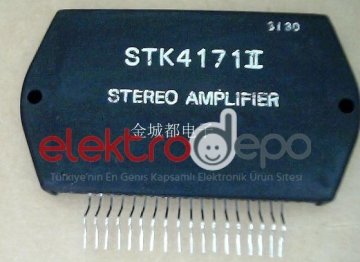 3130
STK4171II
STEREO AMPLIFIER
金城都电子
elektrodepo
Türkiye'nin En Geniş Kapsamlı Elektronik Ürün Sitesi